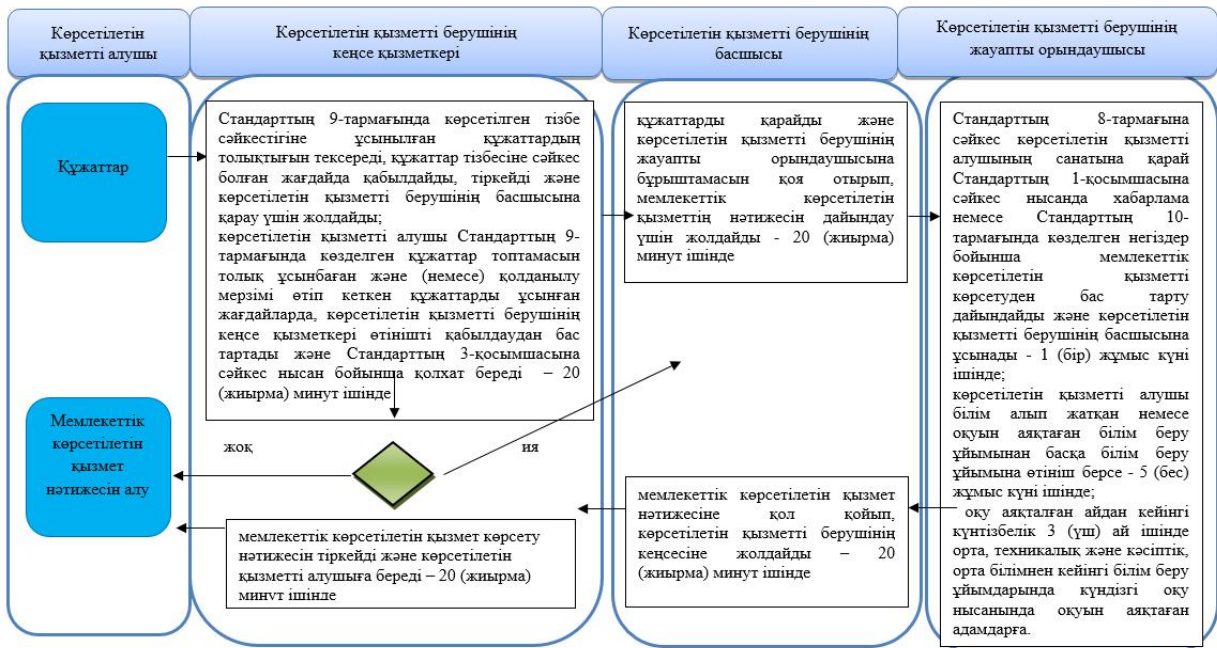 Көрсетілетін
қызметті алушы
Көрсетілетін қызметті берушінің
кеңсе қызметкері
Көрсетілетін қызметті берушінің
басшысы
Көрсетілетін қызметті берушінің
жауапты орындаушысы
Құжаттар
Стандарттың 9-тармағында көрсетілген тізбе
сәйкестігіне ұсынылған құжаттардың
толықтығын тексереді, құжаттар тізбесіне сәйкес
болған жағдайда қабылдайды, тіркейді және
көрсетілетін қызметті берушінің басшысына
қарау үшін жолдайды;
көрсетілетін қызметті алушы Стандарттың 9-
тармағында көзделген құжаттар топтамасын
толық ұсынбаған және (немесе) қолданылу
мерзімі өтіп кеткен құжаттарды ұсынған
жағдайларда, көрсетілетін қызметті берушінің
кеңсе қызметкері өтінішті қабылдаудан бас
тартады және Стандарттың 3-қосымшасына
сәйкес нысан бойынша қолхат береді – 20
(жиырма) минут ішінде
құжаттарды қарайды және
көрсетілетін қызметті берушінің
жауапты орындаушысына
бұрыштамасын қоя отырып,
мемлекеттік көрсетілетін
қызметтің нәтижесін дайындау
үшін жолдайды - 20 (жиырма)
минут ішінде
Стандарттың 8-тармағына
сәйкес көрсетілетін қызметті
алушының санатына қарай
Стандарттың 1-қосымшасына
сәйкес нысанда хабарлама
немесе Стандарттың 10-
тармағында көзделген негіздер
бойынша мемлекеттік
көрсетілетін қызметті
көрсетуден бас тарту
дайындайды және көрсетілетін
қызметті берушінің басшысына
ұсынады - 1 (бір) жұмыс күні
ішінде;
көрсетілетін қызметті алушы
білім алып жатқан немесе
оқуын аяқтаған білім беру
ұйымынан басқа білім беру
ұйымына өтініш берсе - 5 (бес)
жұмыс күні ішінде;
оқу аяқталған айдан кейінгі
күнтізбелік 3 (үш) ай ішінде
орта, техникалық және кәсіптік,
орта білімнен кейінгі білім беру
ұйымдарында күндізгі оқу
нысанында оқуын аяқтаған
адамдарға.
Мемлекеттік
көрсетілетін
қызмет
нәтижесін алу
жоқ
ия
мемлекеттік көрсетілетін қызмет көрсету
нәтижесін тіркейді және көрсетілетін
қызметті алушыға береді – 20 (жиырма)
минут ішінде
мемлекеттік көрсетілетін қызмет
нәтижесіне қол қойып,
көрсетілетін қызметті берушінің
кеңсесіне жолдайды – 20
(жиырма) минут ішінде